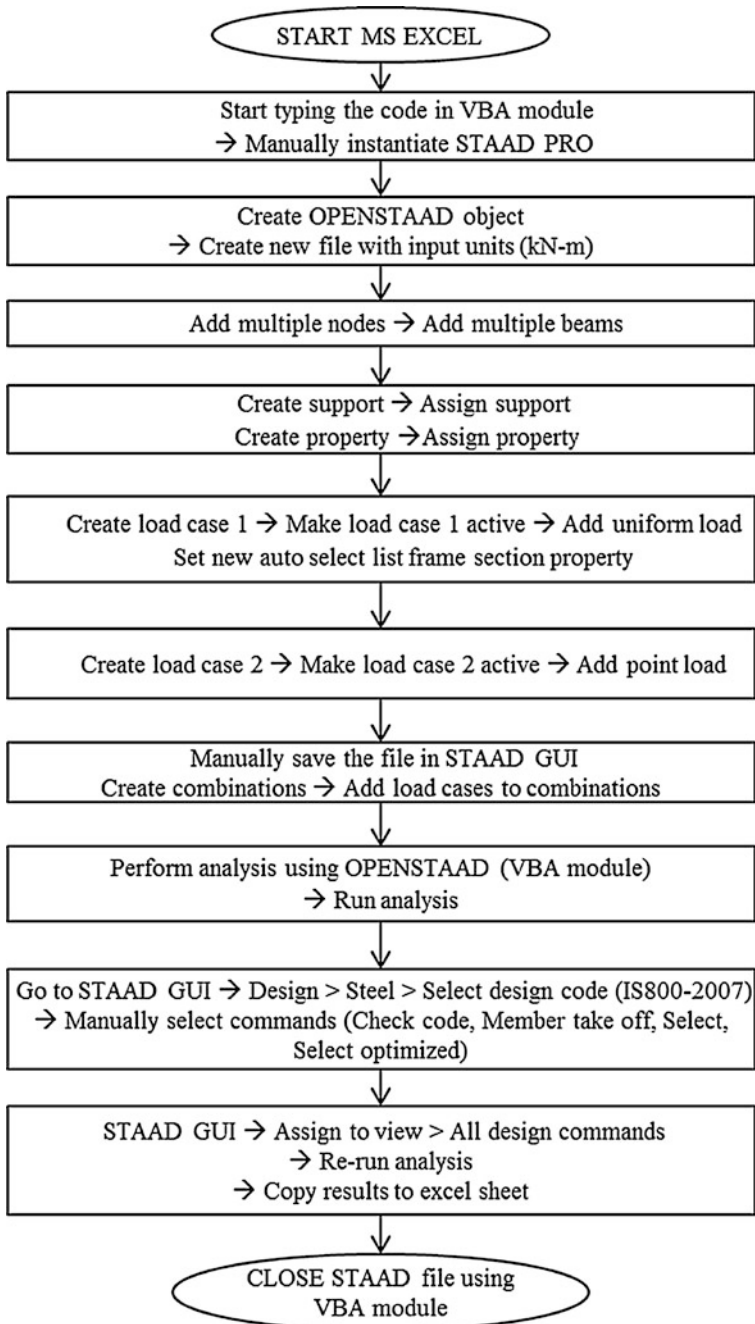 START MS EXCEL
Start typing the code in VBA module
→ Manually instantiate STAAD PRO
Create OPENSTAAD object
→ Create new file with input units (kN-m)
Add multiple nodes → Add multiple beams
Create support → Assign support
Create property → Assign property
Create load case 1 → Make load case 1 active → Add uniform load
Set new auto select list frame section property
Create load case 2 → Make load case 2 active → Add point load
Manually save the file in STAAD GUI
Create combinations → Add load cases to combinations
Perform analysis using OPENSTAAD (VBA module)
→ Run analysis
Go to STAAD GUI → Design > Steel > Select design code (IS800-2007)
→ Manually select commands (Check code, Member take off, Select,
Select optimized)
STAAD GUI → Assign to view > All design commands
→ Re-run analysis
→ Copy results to excel sheet
CLOSE STAAD file using
VBA module